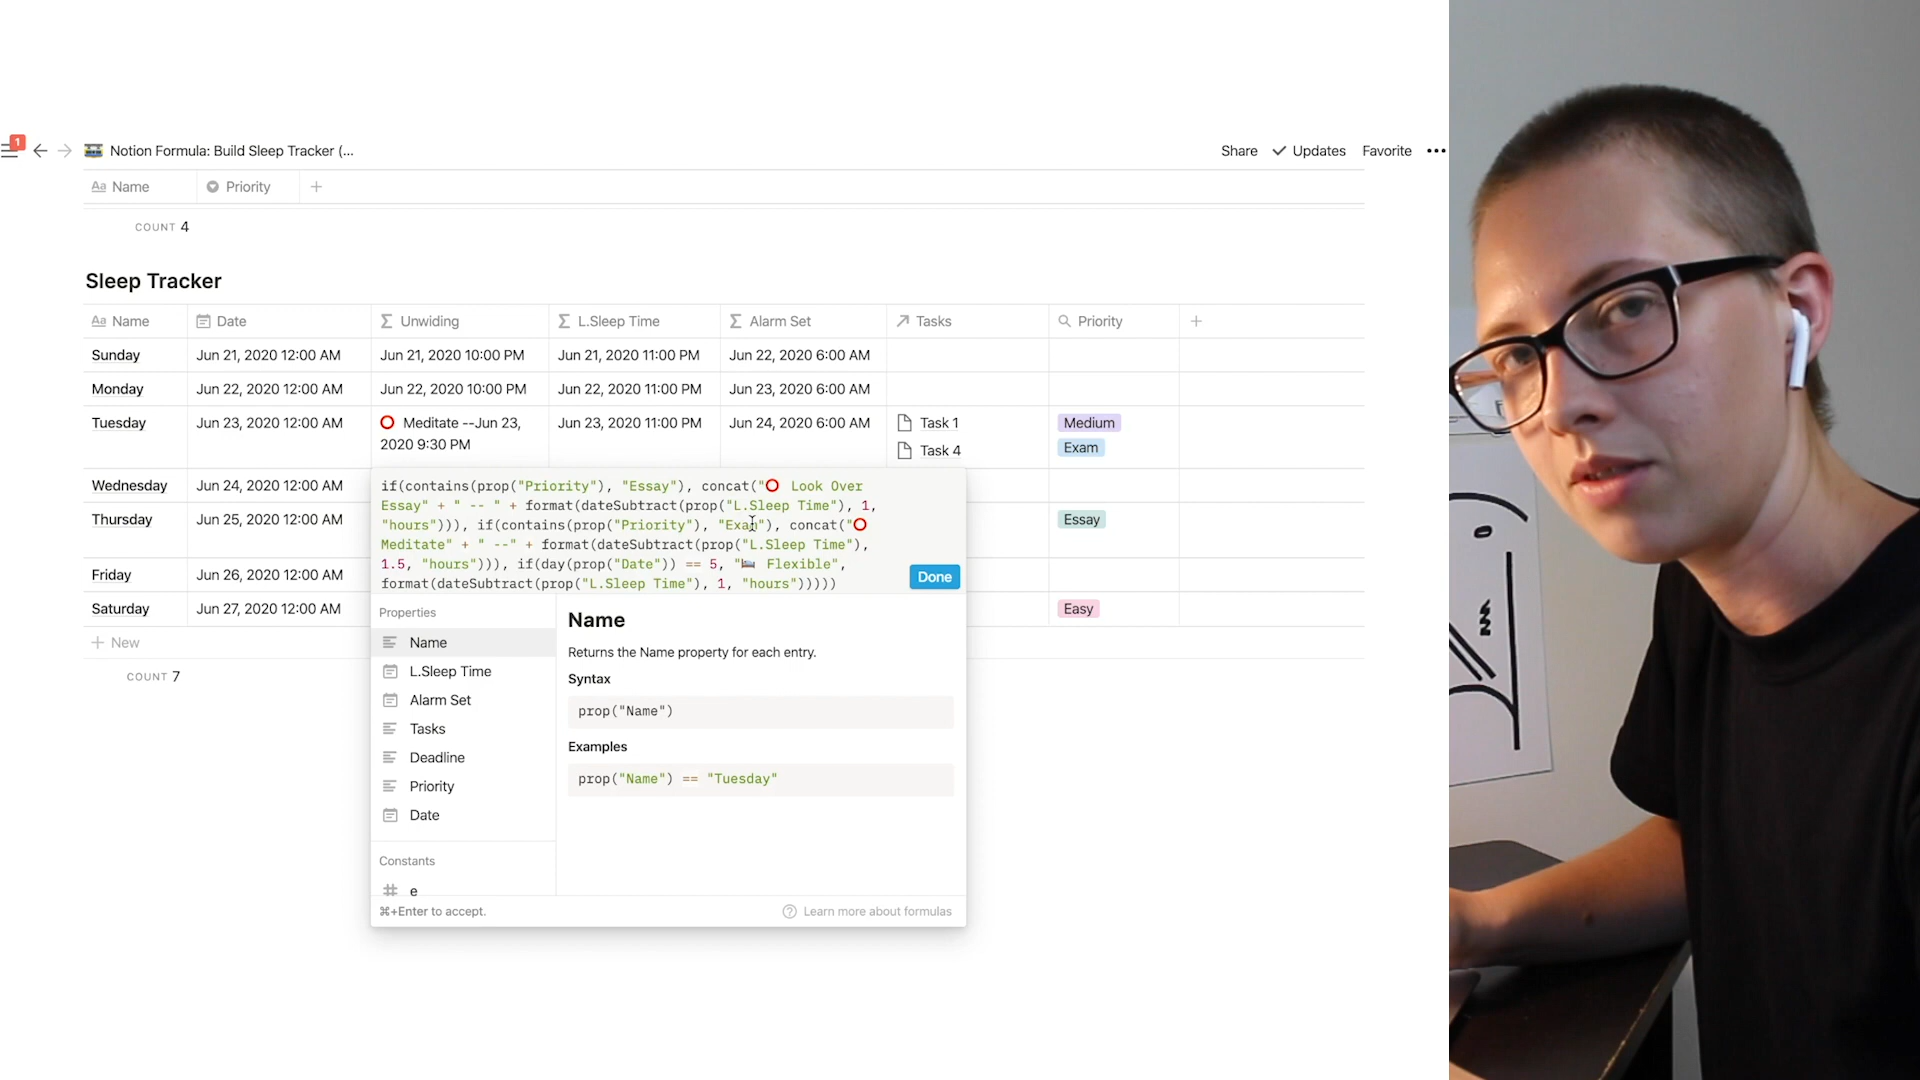 1
Notion Formula: Build Sleep Tracker (...
Share Updates Favorite
Aa Name Priority
COUNT 4
Sleep Tracker
Aa Name Date Unwiding L.Sleep Time Alarm Set Tasks Priority
Sunday Jun 21, 2020 12:00 AM Jun 21, 2020 10:00 PM Jun 21, 2020 11:00 PM Jun 22, 2020 6:00 AM
Monday Jun 22, 2020 12:00 AM Jun 22, 2020 10:00 PM Jun 22, 2020 11:00 PM Jun 23, 2020 6:00 AM
Tuesday Jun 23, 2020 12:00 AM ⭕ Meditate --Jun 23, Jun 23, 2020 11:00 PM Jun 24, 2020 6:00 AM Task 1 Medium
2020 9:30 PM Task 4 Exam
Wednesday Jun 24, 2020 12:00 AM
Thursday Jun 25, 2020 12:00 AM Essay
Friday Jun 26, 2020 12:00 AM
Saturday Jun 27, 2020 12:00 AM Easy
New
COUNT 7
if(contains(prop("Priority"), "Essay"), concat("⭕ Look Over
Essay" + " -- " + format(dateSubtract(prop("L.Sleep Time"), 1,
"hours"))), if(contains(prop("Priority"), "Exam"), concat("⭕
Meditate" + " --" + format(dateSubtract(prop("L.Sleep Time"),
1.5, "hours"))), if(day(prop("Date")) == 5, "🛌 Flexible",
format(dateSubtract(prop("L.Sleep Time"), 1, "hours")))))
Done
Properties
Name
L.Sleep Time
Alarm Set
Tasks
Deadline
Priority
Date
Constants
e
Name
Returns the Name property for each entry.
Syntax
prop("Name")
Examples
prop("Name") == "Tuesday"
⌘+Enter to accept.
Learn more about formulas